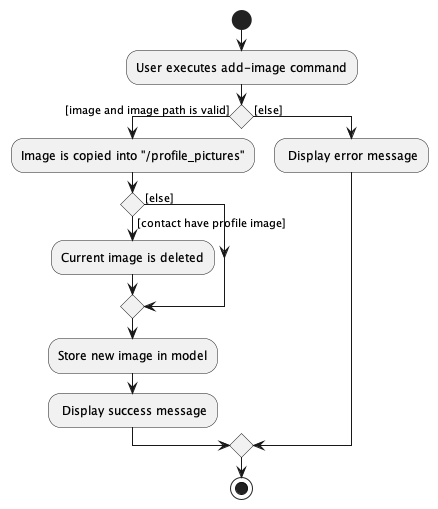 User executes add-image command
[image and image path is valid]
[else]
Image is copied into "/profile_pictures"
Display error message
[else]
[contact have profile image]
Current image is deleted
Store new image in model
Display success message